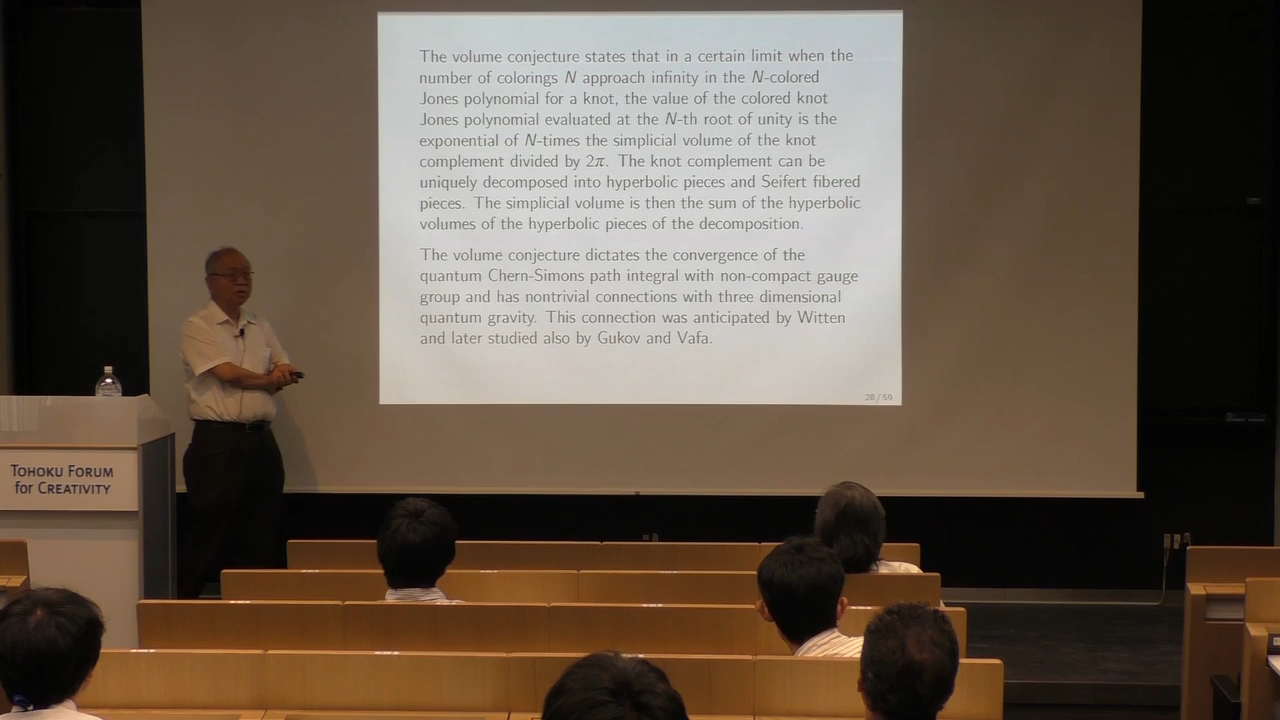 The volume conjecture states that in a certain limit when the
number of colorings N approach infinity in the N-colored
Jones polynomial for a knot, the value of the colored knot
Jones polynomial evaluated at the N-th root of unity is the
exponential of N-times the simplicial volume of the knot
complement divided by 2π. The knot complement can be
uniquely decomposed into hyperbolic pieces and Seifert fibered
pieces. The simplicial volume is then the sum of the hyperbolic
volumes of the hyperbolic pieces of the decomposition.
The volume conjecture dictates the convergence of the
quantum Chern-Simons path integral with non-compact gauge
group and has nontrivial connections with three dimensional
quantum gravity. This connection was anticipated by Witten
and later studied also by Gukov and Vafa.
28 / 59
TOHOKU FORUM
for CREATIVITY